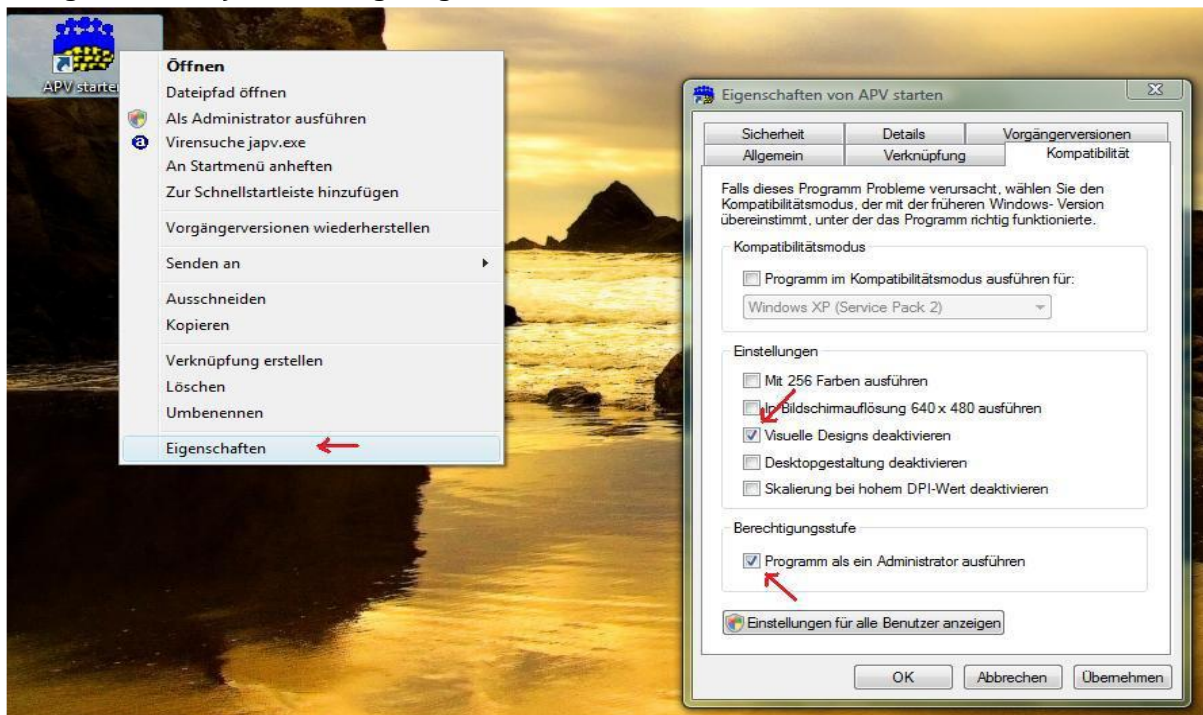 APV starten
Öffnen
Dateipfad öffnen
Als Administrator ausführen
Virensuche japv.exe
An Startmenü anheften
Zur Schnellstartleiste hinzufügen
Vorgängerversionen wiederherstellen
Senden an
Ausschneiden
Kopieren
Verknüpfung erstellen
Löschen
Umbenennen
Eigenschaften
Eigenschaften von APV starten
Sicherheit Details Vorgängerversionen
Allgemein Verknüpfung Kompatibilität
Falls dieses Programm Probleme verursacht, wählen Sie den
Kompatibilitätsmodus, der mit der früheren Windows- Version
übereinstimmt, unter der das Programm richtig funktionierte.
Kompatibilitätsmodus
Programm im Kompatibilitätsmodus ausführen für:
Windows XP (Service Pack 2)
Einstellungen
Mit 256 Farben ausführen
In Bildschirmauflösung 640 x 480 ausführen
Visuelle Designs deaktivieren
Desktopgestaltung deaktivieren
Skalierung bei hohem DPI-Wert deaktivieren
Berechtigungsstufe
Programm als ein Administrator ausführen
Einstellungen für alle Benutzer anzeigen
OK Abbrechen Übernehmen